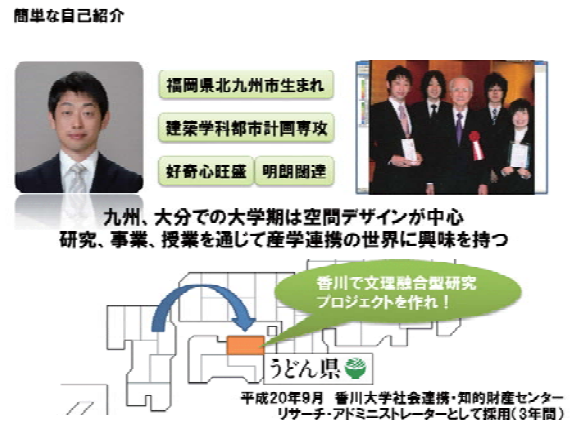 簡単な自己紹介
福岡県北九州市生まれ
建築学科都市計画専攻
好奇心旺盛
明朗闊達
九州、大分での大学期は空間デザインが中心
研究、事業、授業を通じて産学連携の世界に興味を持つ
香川で文理融合型研究
プロジェクトを作れ！
うどん県
平成20年9月　香川大学社会連携・知的財産センター
リサーチ・アドミニストレーターとして採用（3年間）